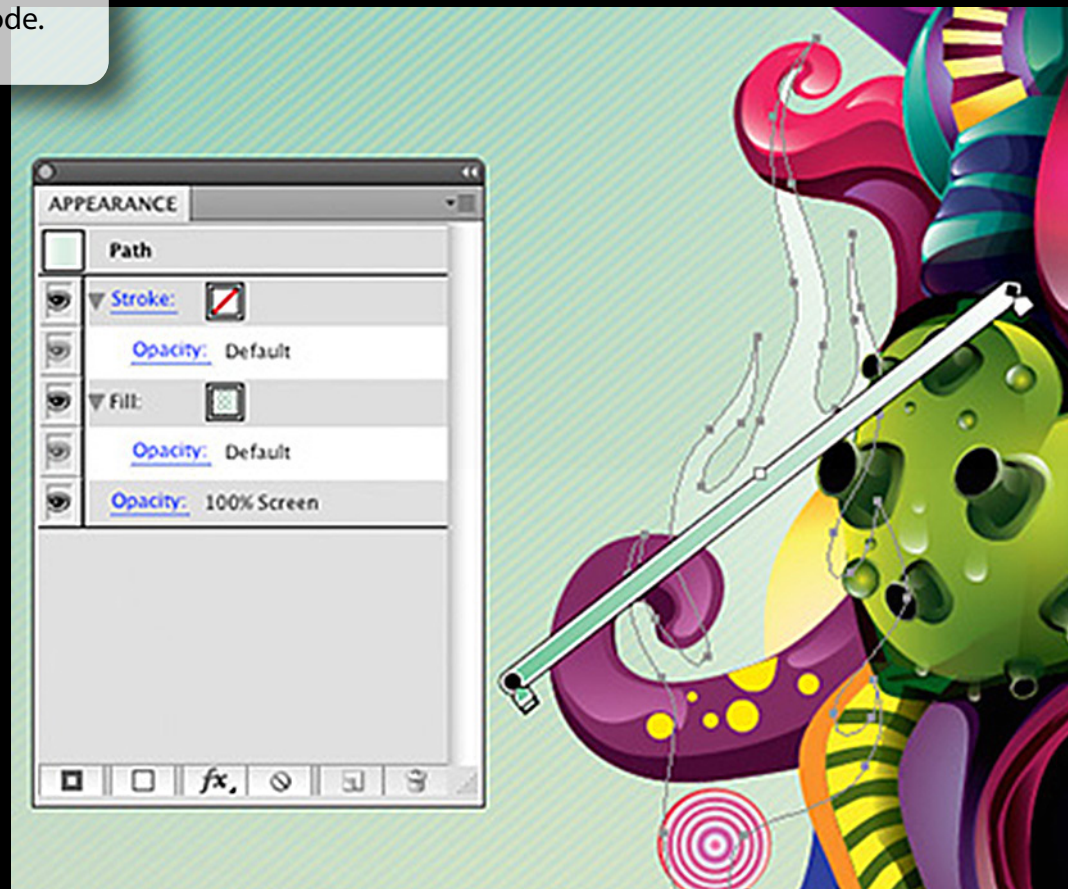 ode.
APPEARANCE
Path
Stroke:
Opacity: Default
Fill:
Opacity: Default
Opacity: 100% Screen
fx